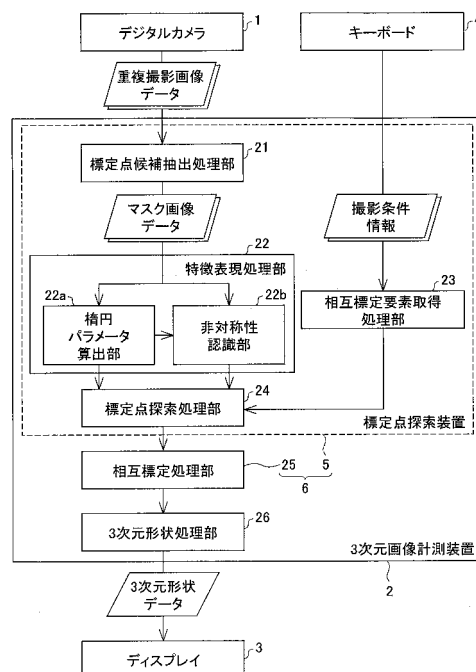 デジタルカメラ
1
キーボード
重複撮影画像
データ
標定点候補抽出処理部
21
マスク画像
データ
撮影条件
情報
22
特徴表現処理部
22a
22b
23
楕円
パラメータ
算出部
非対称性
認識部
相互標定要素取得
処理部
標定点探索処理部
24
標定点探索装置
相互標定処理部
25
5
6
3次元形状処理部
26
3次元画像計測装置
2
3次元形状
データ
ディスプレイ
3